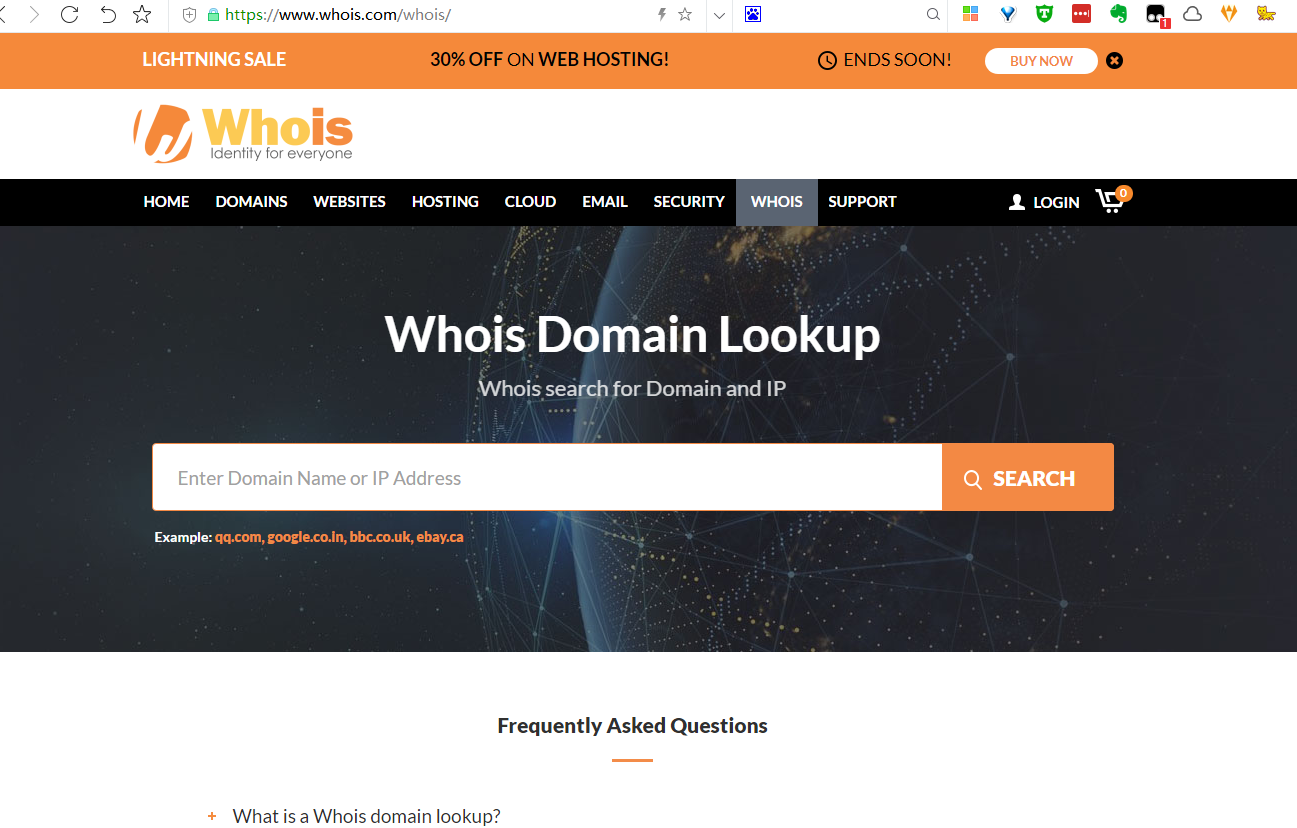 https://www.whois.com/whois/
1
LIGHTNING SALE 30% OFF ON WEB HOSTING! ENDS SOON! BUY NOW
Whois
Identity for everyone
HOME DOMAINS WEBSITES HOSTING CLOUD EMAIL SECURITY WHOIS SUPPORT LOGIN 0
Whois Domain Lookup
Whois search for Domain and IP
Enter Domain Name or IP Address SEARCH
Example: qq.com, google.co.in, bbc.co.uk, ebay.ca
Frequently Asked Questions
+ What is a Whois domain lookup?